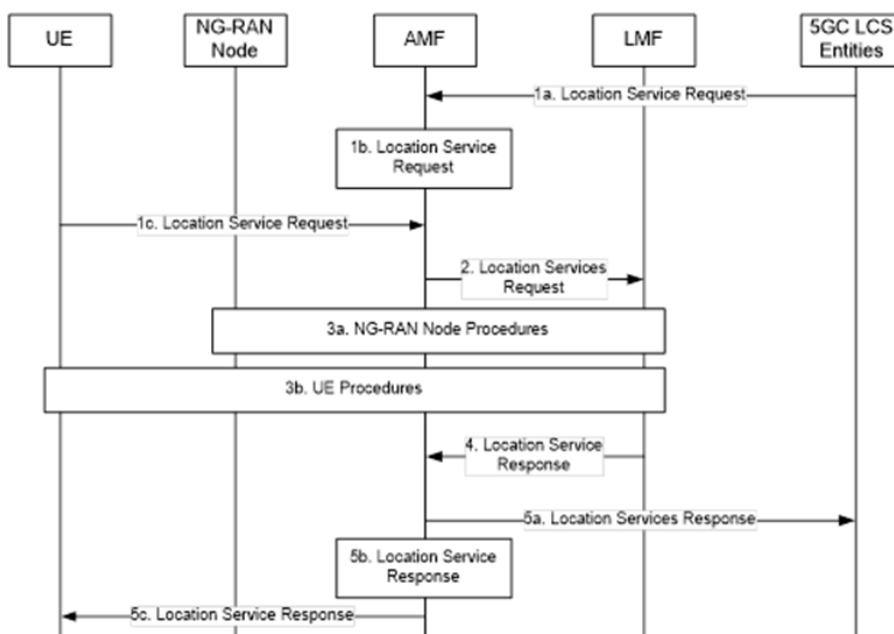 UE
NG-RAN
Node
AMF
LMF
5GC LCS
Entities
1a. Location Service Request
1b. Location Service
Request
1c. Location Service Request
2. Location Services
Request
3a. NG-RAN Node Procedures
3b. UE Procedures
4. Location Service
Response
5a. Location Services Response
5b. Location Service
Response
5c. Location Service Response